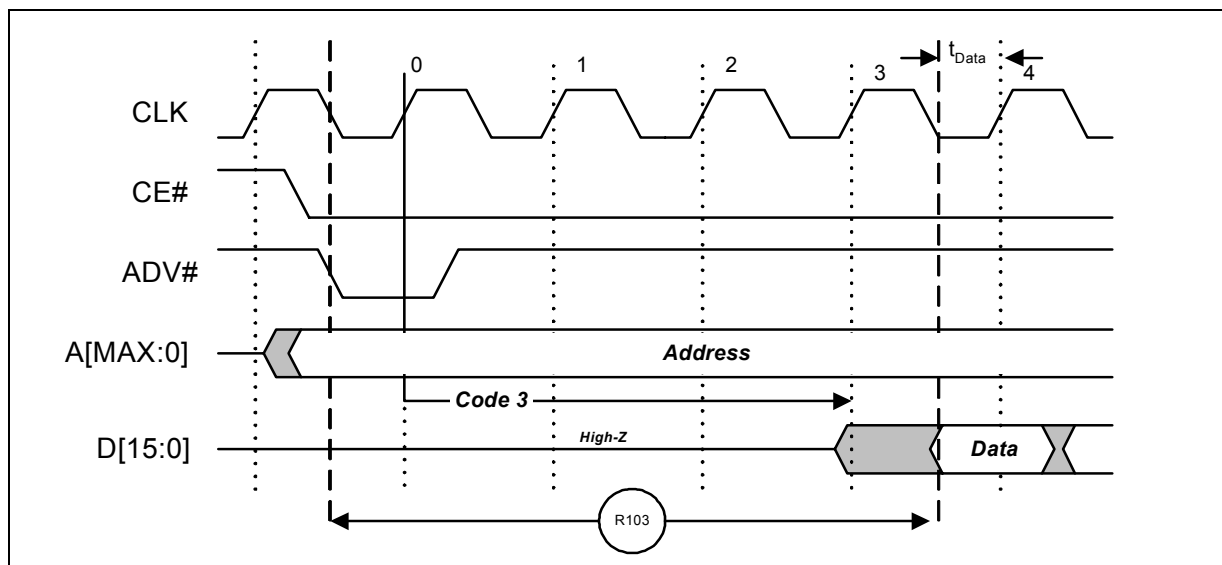 0
1
2
3
tData
4
CLK
CE#
ADV#
A[MAX:0]
Address
Code 3
D[15:0]
High-Z
Data
R103